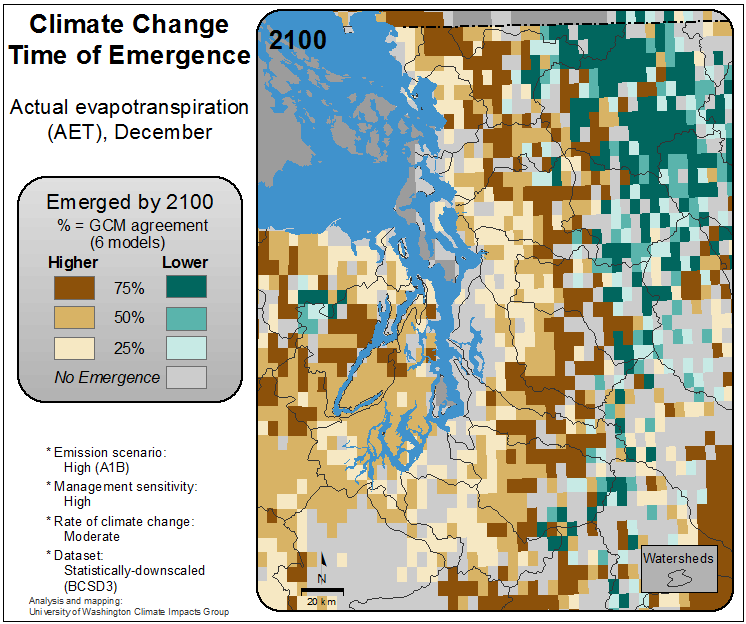 Climate Change
Time of Emergence
Actual evapotranspiration
(AET), December
Emerged by 2100
% = GCM agreement
(6 models)
Higher Lower
75%
50%
25%
No Emergence
* Emission scenario:
High (A1B)
* Management sensitivity:
High
* Rate of climate change:
Moderate
* Dataset:
Statistically-downscaled
(BCSD3)
Analysis and mapping:
University of Washington Climate Impacts Group
2100
N
20 km
Watersheds